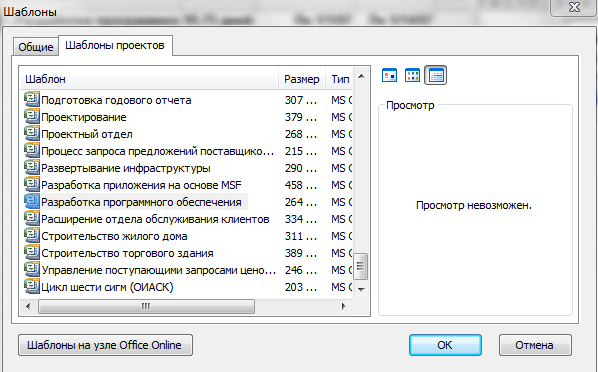 Шаблоны
Общие Шаблоны проектов
Шаблон Размер Тип
Подготовка годового отчета 307 ... MS
Проектирование 379 ... MS
Проектный отдел 268 ... MS
Процесс запроса предложений поставщико... 215 ... MS
Развертывание инфраструктуры 290 ... MS
Разработка приложения на основе MSF 458 ... MS
Разработка программного обеспечения 264 ... MS
Расширение отдела обслуживания клиентов 334 ... MS
Строительство жилого дома 311 ... MS
Строительство торгового здания 389 ... MS
Управление поступающими запросами цено... 246 ... MS
Цикл шести сигм (ОИАСК) 203 ... MS
Просмотр
Просмотр невозможен.
Шаблоны на узле Office Online
OK
Отмена